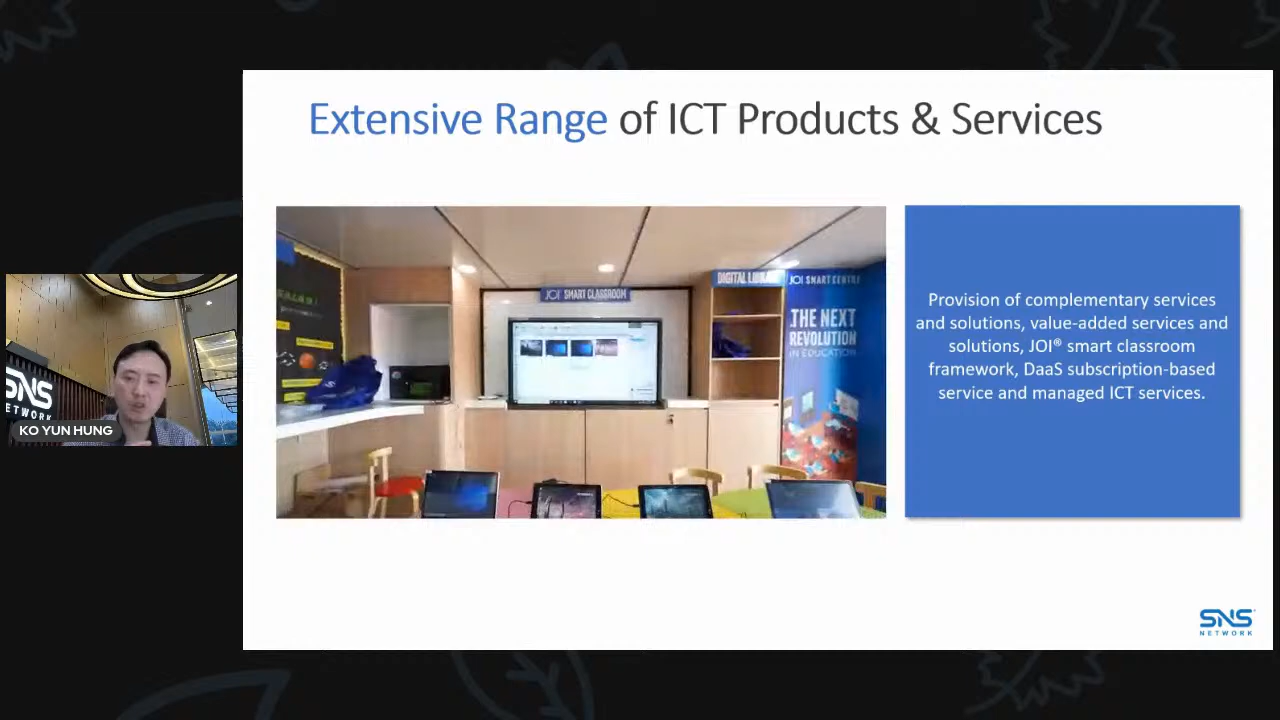 Extensive Range of ICT Products & Services
JOI SMART CLASSROOM
DIGITAL LIBRARY
JOI SMART CENTRE
THE NEXT
REVOLUTION
IN EDUCATION
Provision of complementary services
and solutions, value-added services and
solutions, JOI® smart classroom
framework, DaaS subscription-based
service and managed ICT services.
SNS
NETWORK
KO YUN HUNG
SNS
NETWORK